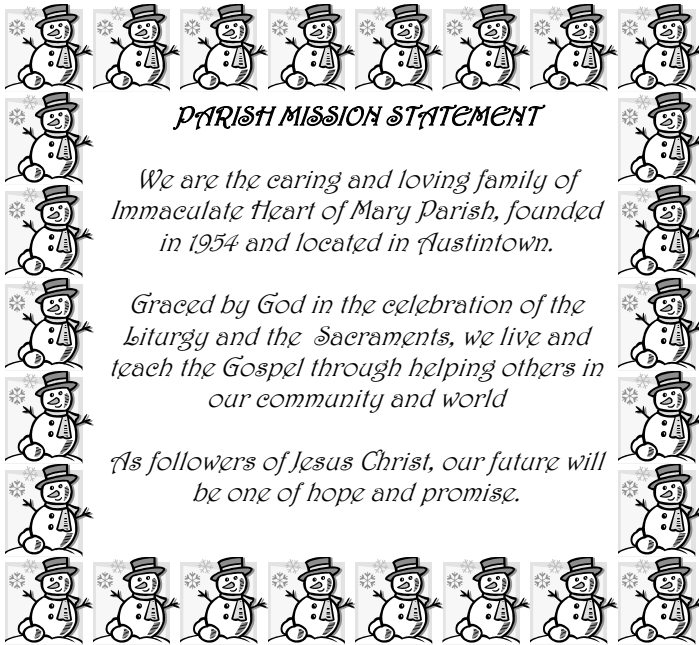 PARISH MISSION STATEMENT
We are the caring and loving family of
Immaculate Heart of Mary Parish, founded
in 1954 and located in Austintown.
Graced by God in the celebration of the
Liturgy and the Sacraments, we live and
teach the Gospel through helping others in
our community and world
As followers of Jesus Christ, our future will
be one of hope and promise.